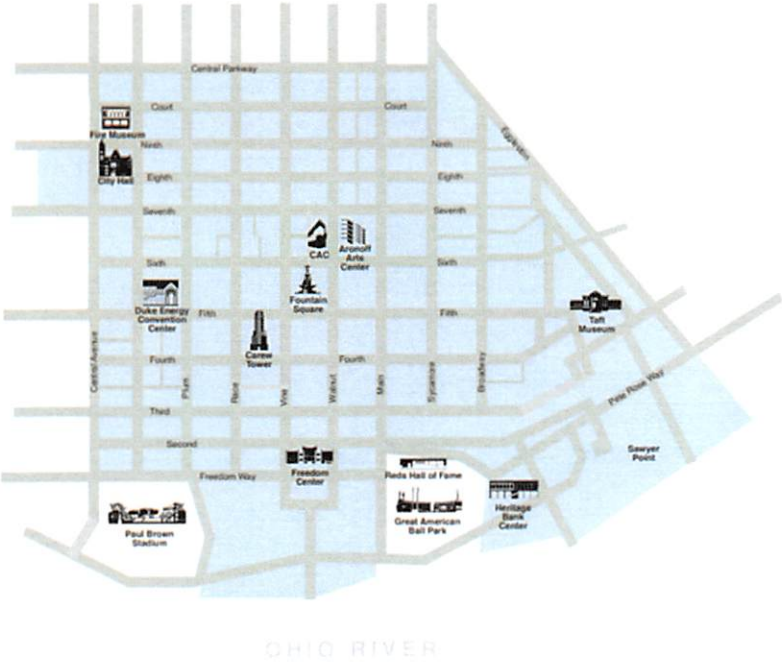 Central Parkway
Court
Court
Fire Museum
Ninth
Ninth
Eggleston
City Hall
Eighth
Eighth
Seventh
Seventh
CAC
Aronoff
Arts
Center
Sixth
Sixth
Fountain
Square
Duke Energy
Convention
Center
Fifth
Fifth
Taft
Museum
Carew
Tower
Fourth
Fourth
Central Avenue
Plum
Race
Vine
Walnut
Main
Sycamore
Broadway
Third
Pete Rose Way
Second
Sawyer
Point
Freedom Way
Freedom
Center
Reds Hall of Fame
Great American
Ball Park
Heritage
Bank
Center
Paul Brown
Stadium
OHIO RIVER